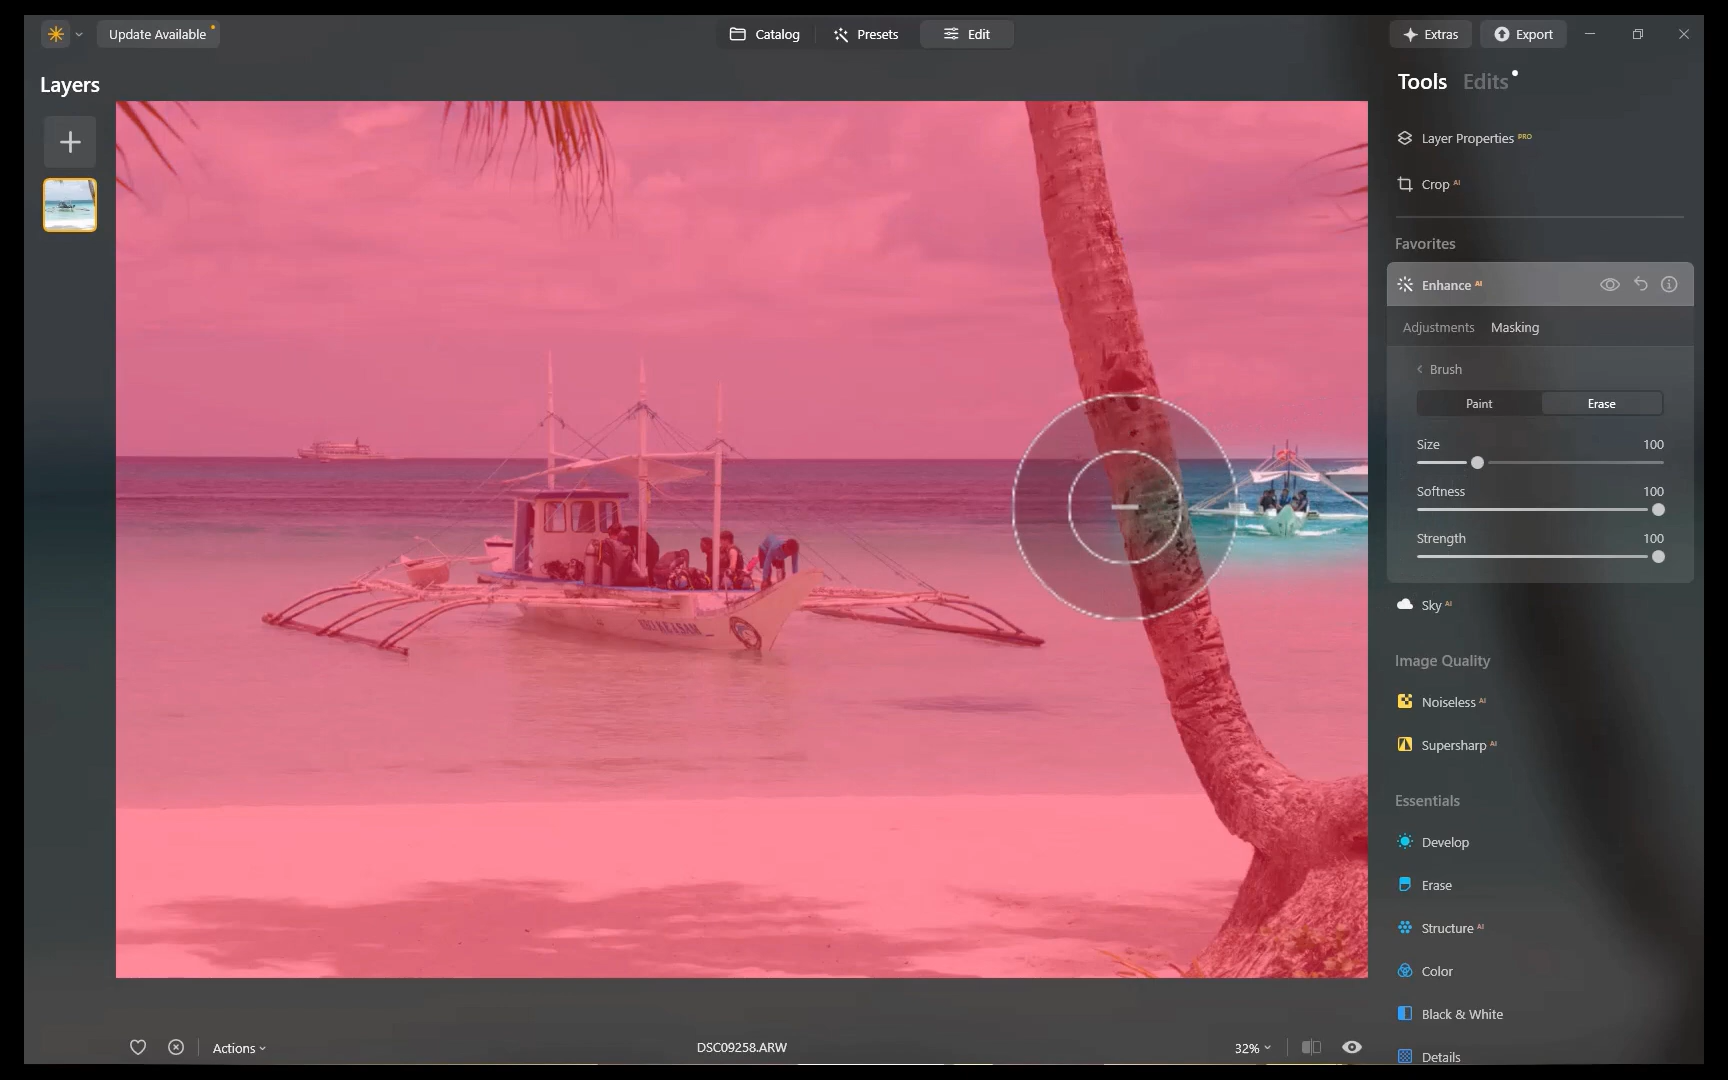 Update Available
Catalog
Presets
Edit
Extras
Export
Layers
Tools
Edits
Layer Properties PRO
Crop AI
Favorites
Enhance AI
Adjustments
Masking
Brush
Paint
Erase
Size
100
Softness
100
Strength
100
Sky AI
Image Quality
Noiseless AI
Supersharp AI
Essentials
Develop
Erase
Structure AI
Color
Black & White
Details
Actions
DSC09258.ARW
32%